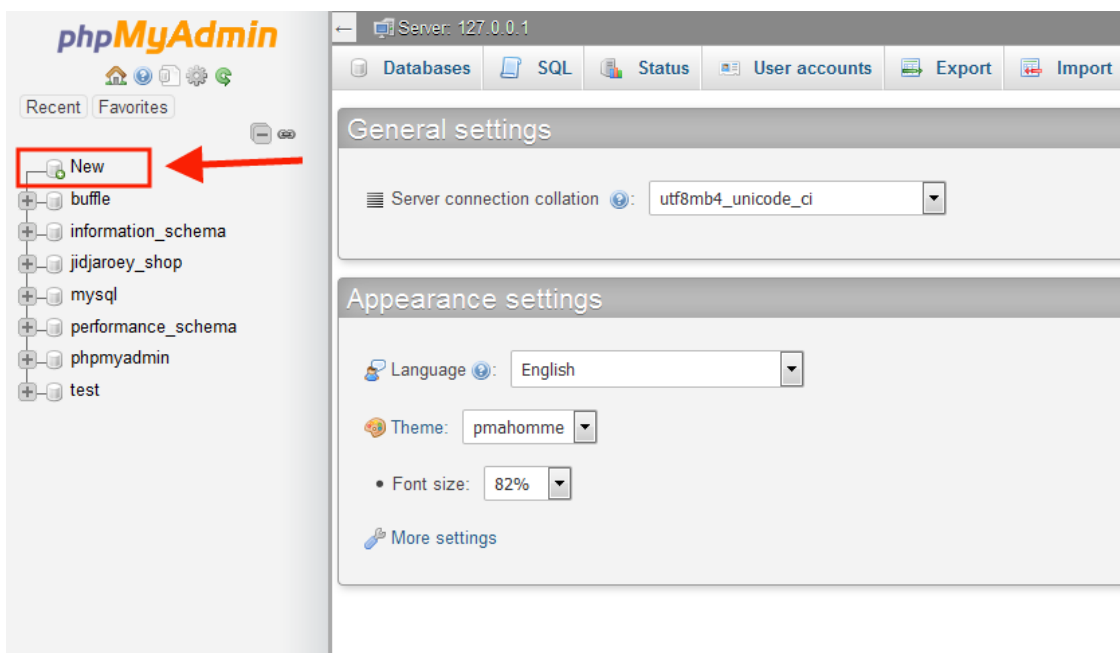 phpMyAdmin
Recent Favorites
New
buffle
information_schema
jidjaroey_shop
mysql
performance_schema
phpmyadmin
test
Server: 127.0.0.1
Databases SQL Status User accounts Export Import
General settings
Server connection collation : utf8mb4_unicode_ci
Appearance settings
Language : English
Theme: pmahomme
• Font size: 82%
More settings